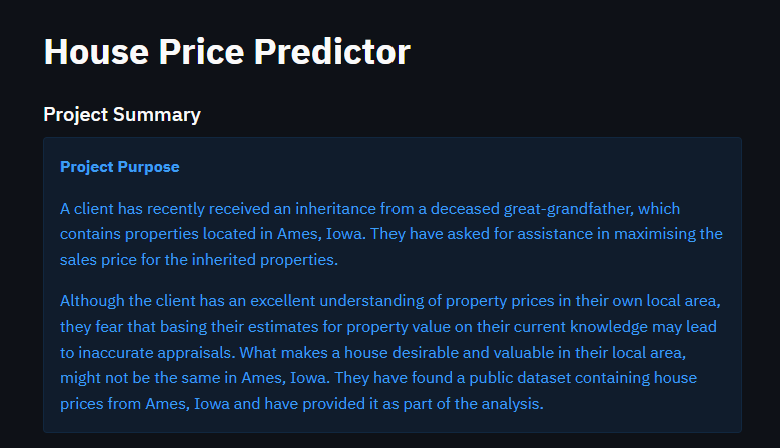 House Price Predictor
Project Summary
Project Purpose
A client has recently received an inheritance from a deceased great-grandfather, which
contains properties located in Ames, Iowa. They have asked for assistance in maximising the
sales price for the inherited properties.
Although the client has an excellent understanding of property prices in their own local area,
they fear that basing their estimates for property value on their current knowledge may lead
to inaccurate appraisals. What makes a house desirable and valuable in their local area,
might not be the same in Ames, Iowa. They have found a public dataset containing house
prices from Ames, Iowa and have provided it as part of the analysis.